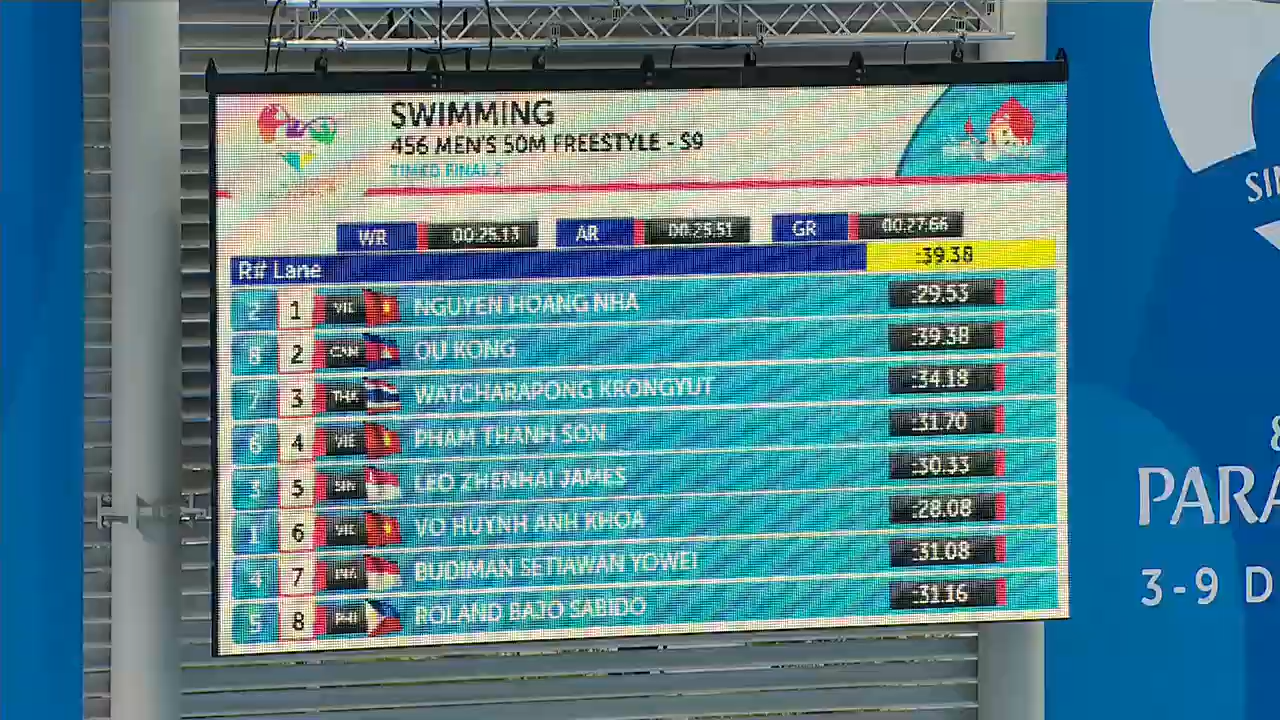 SWIMMING
456 MEN'S 50M FREESTYLE - S9
TIMED FINAL 2
WR 00:25.13 AR 00:25.51 GR 00:27.66
R# Lane :39.38
2 1 VIE NGUYEN HOANG NHA :29.53
8 2 CAM OU KONG :39.38
7 3 THA WATCHARAPONG KRONGYUT :34.18
6 4 VIE PHAM THANH SON :31.70
3 5 SIN LEO ZHENHAI JAMES :30.33
1 6 VIE VO HUYNH ANH KHOA :28.08
4 7 INA BUDIMAN SETIAWAN YOWEI :31.08
5 8 PHI ROLAND BAJO SABIDO :31.16
SI
8
PARA
3-9 D